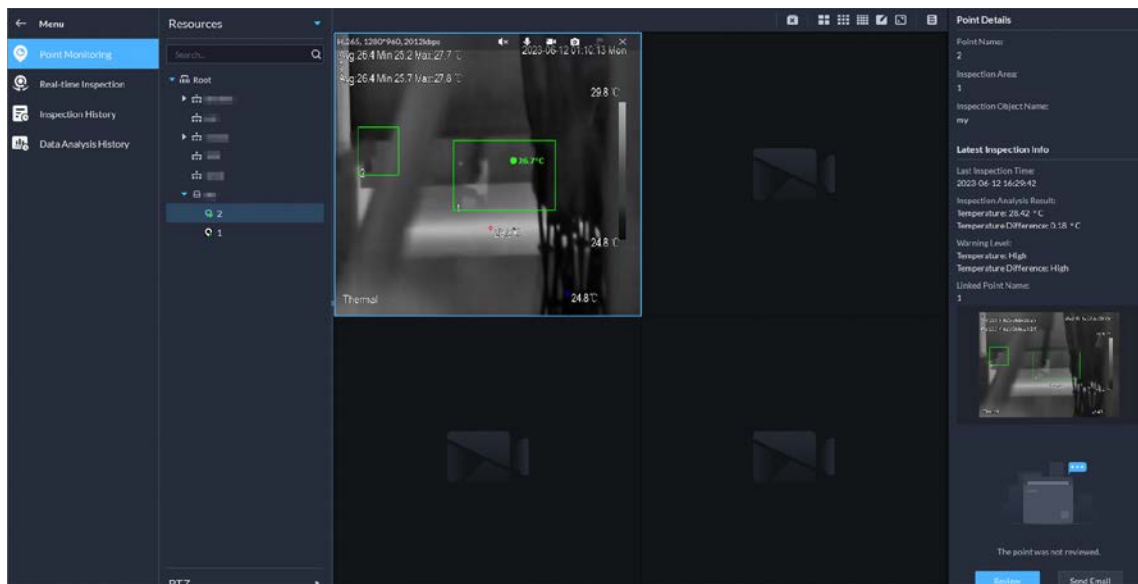 Menu
Point Monitoring
Real-time Inspection
Inspection History
Data Analysis History
Resources
Search...
Root
2
1
PTZ
H.265, 1280*960, 2012kbps
2023-06-12 01:10:13 Mon
Avg:26.4 Min:25.2 Max:27.7 ℃
Avg:26.4 Min:25.7 Max:27.8 ℃
29.8 ℃
2
1
24.8 ℃
24.8℃
Thermal
Point Details
Point Name:
2
Inspection Area:
1
Inspection Object Name:
my
Latest Inspection Info
Last Inspection Time:
2023-06-12 16:29:42
Inspection Analysis Result:
Temperature: 28.42 °C
Temperature Difference: 0.18 °C
Warning Level:
Temperature: High
Temperature Difference: High
Linked Point Name:
1
The point was not reviewed.
Review
Send Email